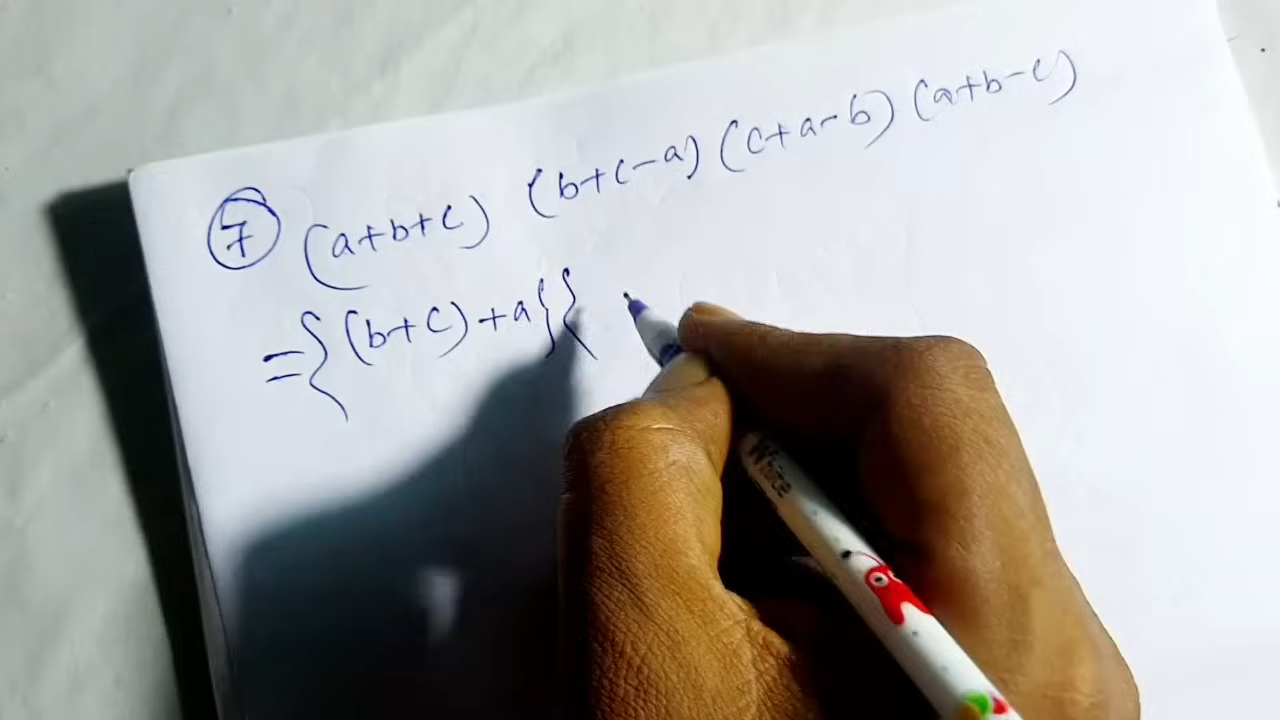 ⑦ (a+b+c) (b+c-a) (c+a-b) (a+b-c)
={(b+c)+a}{